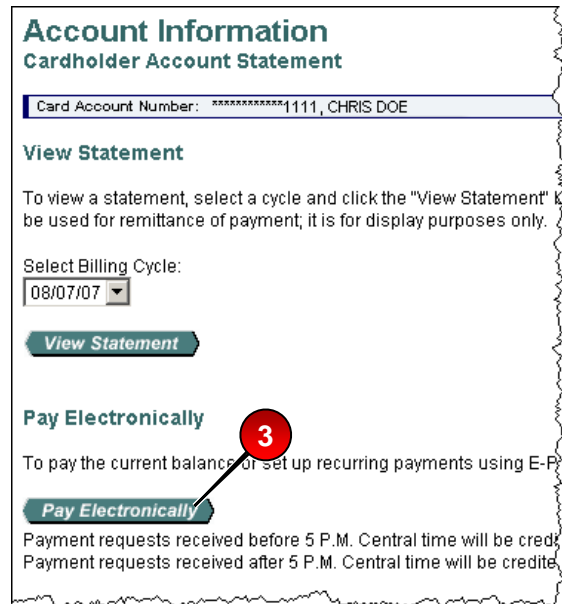 Account Information
Cardholder Account Statement
Card Account Number: ************1111, CHRIS DOE
View Statement
To view a statement, select a cycle and click the "View Statement"
be used for remittance of payment; it is for display purposes only.
Select Billing Cycle:
08/07/07
View Statement
Pay Electronically
3
To pay the current balance or set up recurring payments using E-P
Pay Electronically
Payment requests received before 5 P.M. Central time will be cred
Payment requests received after 5 P.M. Central time will be credite